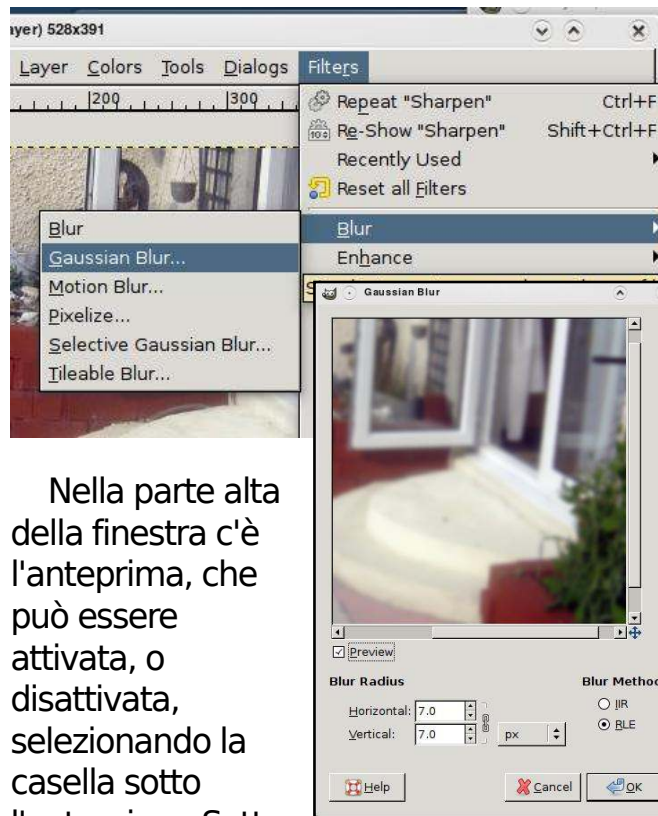 ayer) 528x391
Layer Colors Tools Dialogs Filters
200 300
Repeat "Sharpen" Ctrl+F
Re-Show "Sharpen" Shift+Ctrl+F
Recently Used
Reset all Filters
Blur
Enhance
Blur
Gaussian Blur...
Motion Blur...
Pixelize...
Selective Gaussian Blur...
Tileable Blur...
Gaussian Blur
Preview
Blur Radius
Horizontal: 7.0
Vertical: 7.0 px
Blur Method
IIR
RLE
Help Cancel OK
Nella parte alta
della finestra c'è
l'anteprima, che
può essere
attivata, o
disattivata,
selezionando la
casella sotto